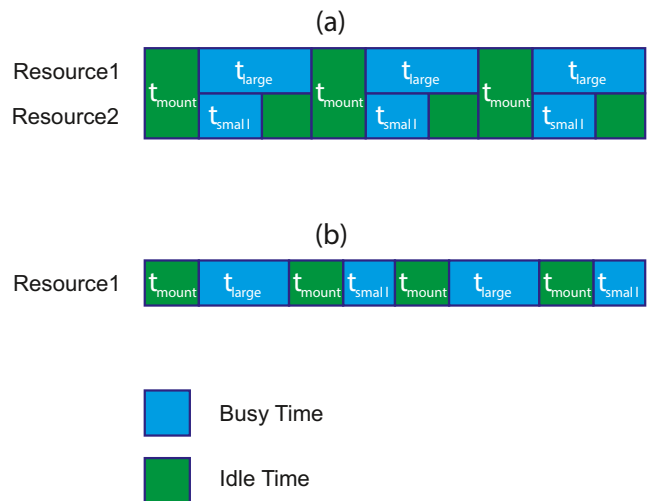 (a)
Resource1
t_mount t_large t_mount t_large t_mount t_large
Resource2
t_small t_small t_small
(b)
Resource1
t_mount t_large t_mount t_small t_mount t_large t_mount t_small
Busy Time
Idle Time